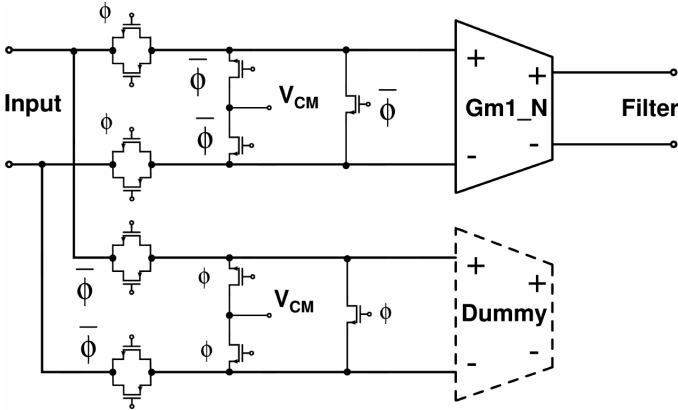 ϕ
+ +
ϕ̅ V_CM ϕ̅
Input Gm1_N Filter
ϕ ϕ̅
- -
ϕ̅ ϕ + +
V_CM ϕ Dummy
ϕ̅ ϕ
- -